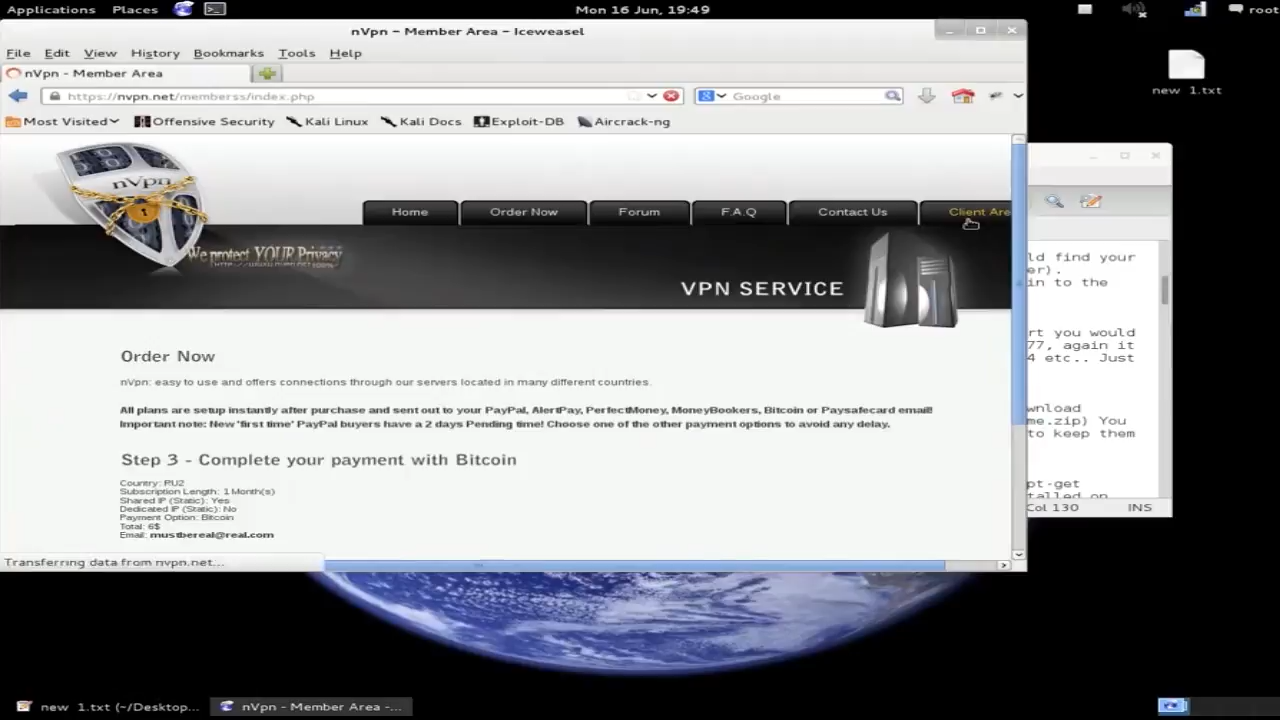 Applications Places Mon 16 Jun, 19:49 root
nVpn - Member Area - Iceweasel
File Edit View History Bookmarks Tools Help
nVpn - Member Area
https://nvpn.net/memberss/index.php Google
Most Visited Offensive Security Kali Linux Kali Docs Exploit-DB Aircrack-ng
nVpn
Home Order Now Forum F.A.Q Contact Us Client Are
We protect YOUR Privacy
VPN SERVICE
Order Now
nVpn: easy to use and offers connections through our servers located in many different countries.
All plans are setup instantly after purchase and sent out to your PayPal, AlertPay, PerfectMoney, MoneyBookers, Bitcoin or Paysafecard email!
Important note: New 'first time' PayPal buyers have a 2 days Pending time! Choose one of the other payment options to avoid any delay.
Step 3 - Complete your payment with Bitcoin
Country: RU2
Subscription Length: 1 Month(s)
Shared IP (Static): Yes
Dedicated IP (Static): No
Payment Option: Bitcoin
Total: 6$
Email: mustbereal@real.com
Transferring data from nvpn.net...
new 1.txt
ld find your
er).
in to the
rt you would
77, again it
4 etc.. Just
wnload
me.zip) You
to keep them
pt-get
talled on
Col 130 INS
new 1.txt (~/Desktop... nVpn - Member Area -...